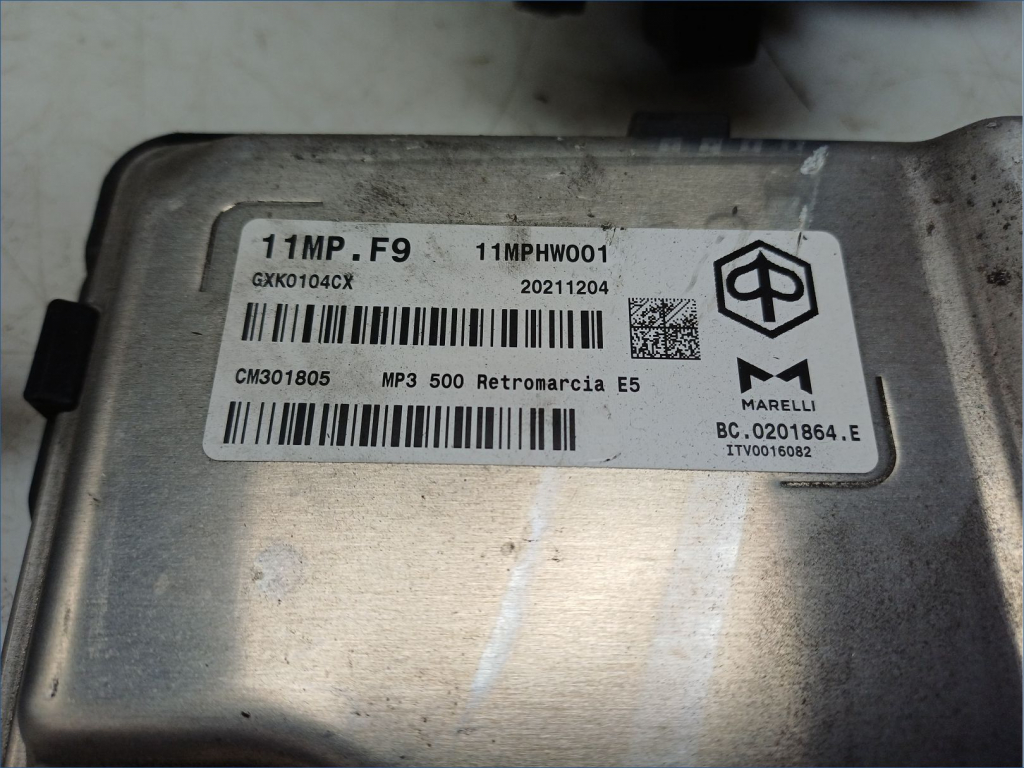 11MP.F9 11MPHW001
GXK0104CX 20211204
CM301805 MP3 500 Retromarcia E5
MARELLI
BC.0201864.E
ITV0016082